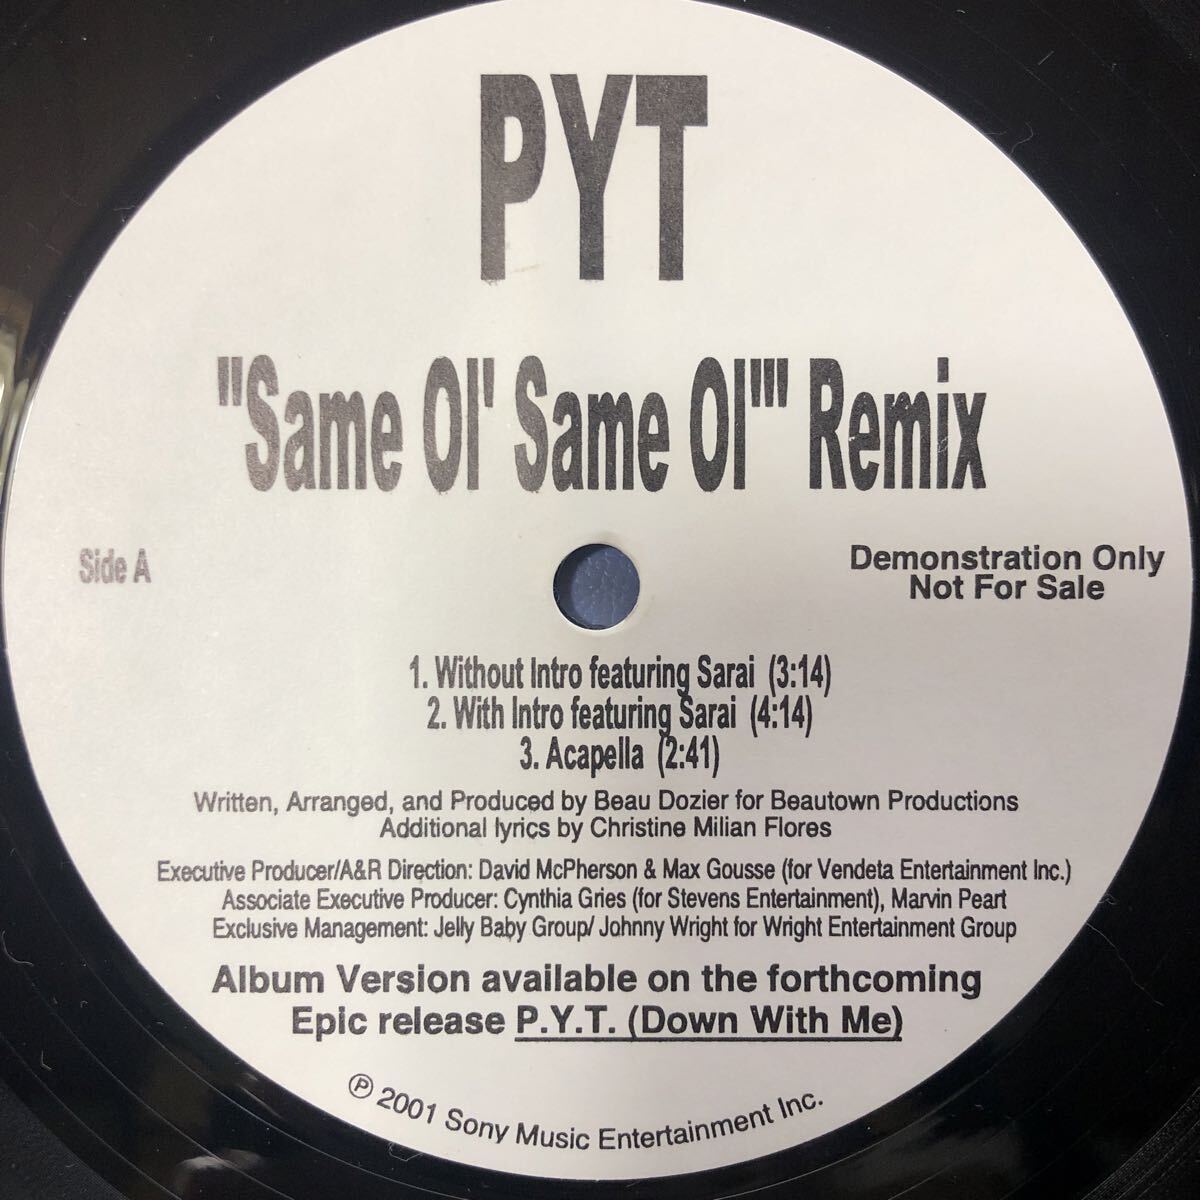 PYT
"Same Ol' Same Ol'" Remix
Side A
Demonstration Only
Not For Sale
1. Without Intro featuring Sarai (3:14)
2. With Intro featuring Sarai (4:14)
3. Acapella (2:41)
Written, Arranged, and Produced by Beau Dozier for Beautown Productions
Additional lyrics by Christine Milian Flores
Executive Producer/A&R Direction: David McPherson & Max Gousse (for Vendeta Entertainment Inc.)
Associate Executive Producer: Cynthia Gries (for Stevens Entertainment), Marvin Peart
Exclusive Management: Jelly Baby Group/ Johnny Wright for Wright Entertainment Group
Album Version available on the forthcoming
Epic release P.Y.T. (Down With Me)
℗ 2001 Sony Music Entertainment Inc.